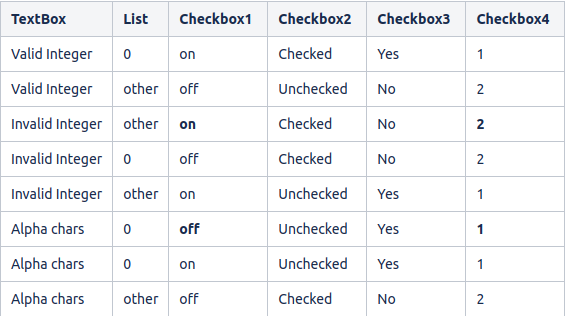 TextBox List Checkbox1 Checkbox2 Checkbox3 Checkbox4
Valid Integer 0 on Checked Yes 1
Valid Integer other off Unchecked No 2
Invalid Integer other on Checked No 2
Invalid Integer 0 off Checked No 2
Invalid Integer other on Unchecked Yes 1
Alpha chars 0 off Unchecked Yes 1
Alpha chars 0 on Unchecked Yes 1
Alpha chars other off Checked No 2